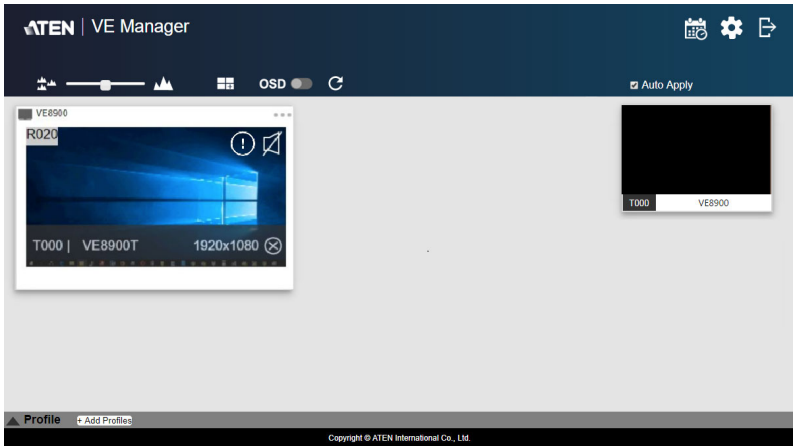 ATEN | VE Manager
OSD
Auto Apply
VE8900
R020
T000 | VE8900T 1920x1080
T000 VE8900
Profile + Add Profiles
Copyright © ATEN International Co., Ltd.